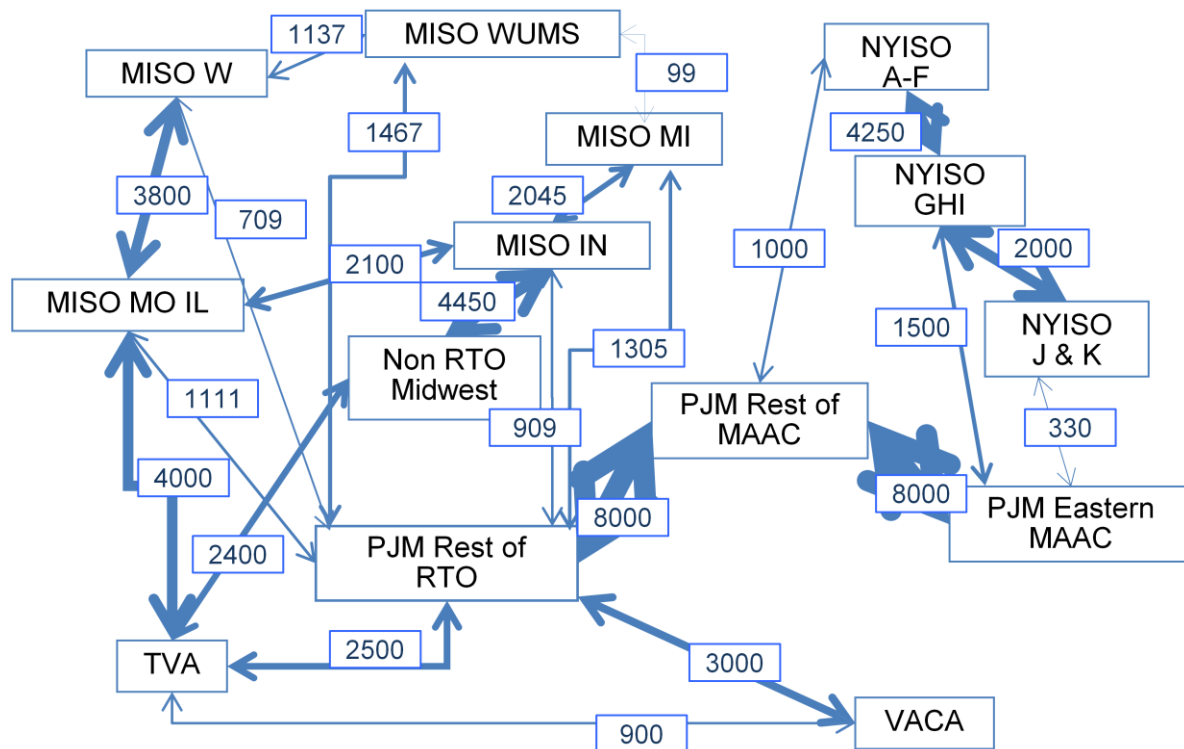 1137
MISO WUMS
NYISO
A-F
MISO W
99
1467
MISO MI
4250
3800
2045
NYISO
GHI
709
MISO IN
1000
2000
2100
MISO MO IL
4450
NYISO
J & K
1500
1305
Non RTO
Midwest
1111
909
PJM Rest of
MAAC
330
4000
8000
8000
PJM Eastern
MAAC
2400
PJM Rest of
RTO
TVA
2500
3000
VACA
900